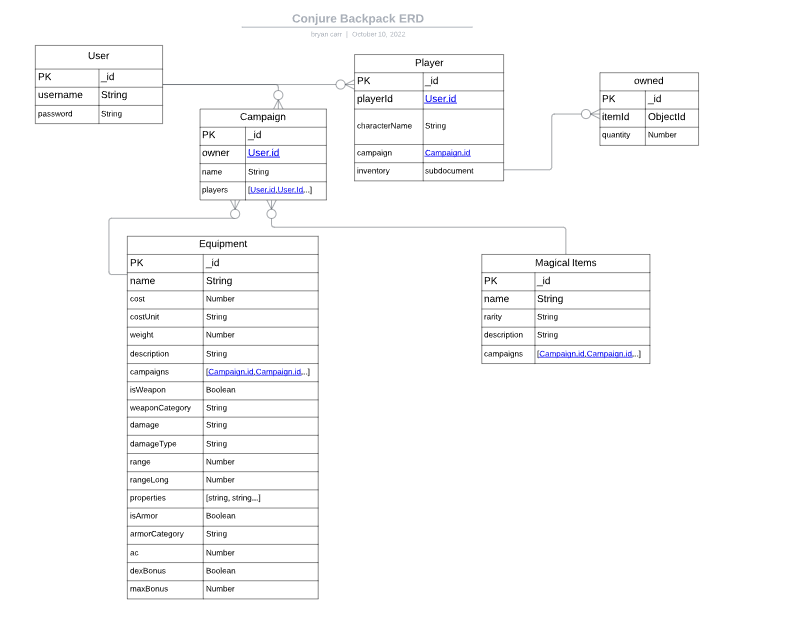 Conjure Backpack ERD
bryan carr | October 10, 2022
User
PK _id
username String
password String
Campaign
PK _id
owner User.id
name String
players [User.id,User.Id...]
Player
PK _id
playerId User.id
characterName String
campaign Campaign.id
inventory subdocument
owned
PK _id
itemId ObjectId
quantity Number
Equipment
PK _id
name String
cost Number
costUnit String
weight Number
description String
campaigns [Campaign.id,Campaign.id...]
isWeapon Boolean
weaponCategory String
damage String
damageType String
range Number
rangeLong Number
properties [string, string...]
isArmor Boolean
armorCategory String
ac Number
dexBonus Boolean
maxBonus Number
Magical Items
PK _id
name String
rarity String
description String
campaigns [Campaign.id,Campaign.id...]